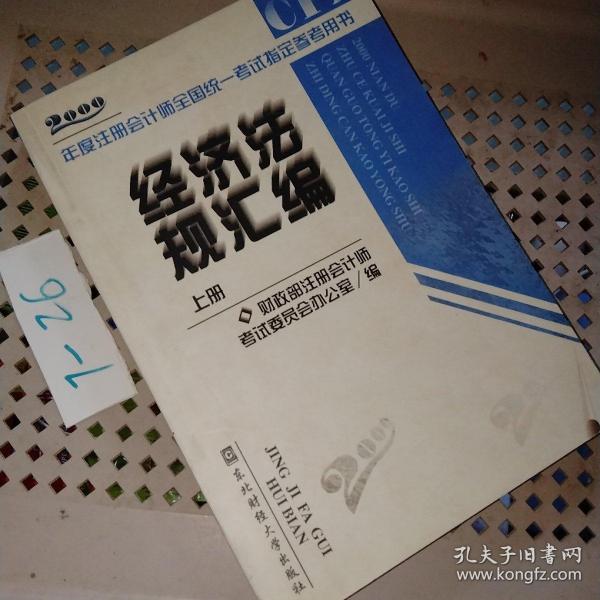 2000
年度注册会计师全国统一考试指定参考用书
2000 NIAN DU
ZHU CE KUAI JI SHI
QUAN GUO TONG YI KAO SHI
ZHI DING CAN KAO YONG SHU
经济法
规汇编
上册
财政部注册会计师
考试委员会办公室/编
1-26
2000
2000
JING JI FA GUI
HUI BIAN
东北财经大学出版社
孔夫子旧书网
www.kongfz.com